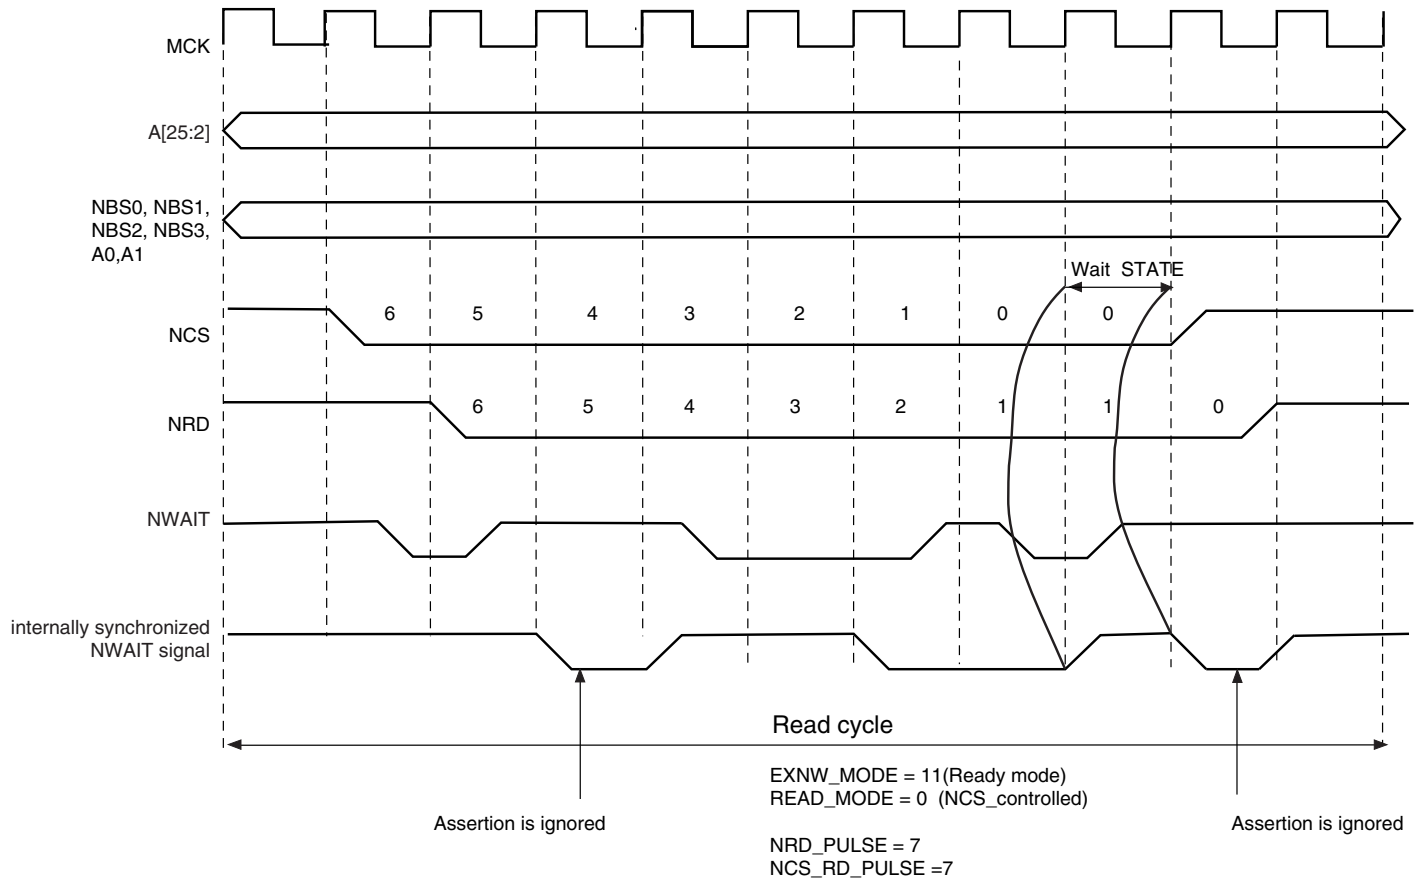 MCK
A[25:2]
NBS0, NBS1,
NBS2, NBS3,
A0,A1
Wait STATE
NCS
6 5 4 3 2 1 0 0
NRD
6 5 4 3 2 1 1 0
NWAIT
internally synchronized
NWAIT signal
Read cycle
EXNW_MODE = 11(Ready mode)
READ_MODE = 0 (NCS_controlled)
Assertion is ignored
Assertion is ignored
NRD_PULSE = 7
NCS_RD_PULSE =7